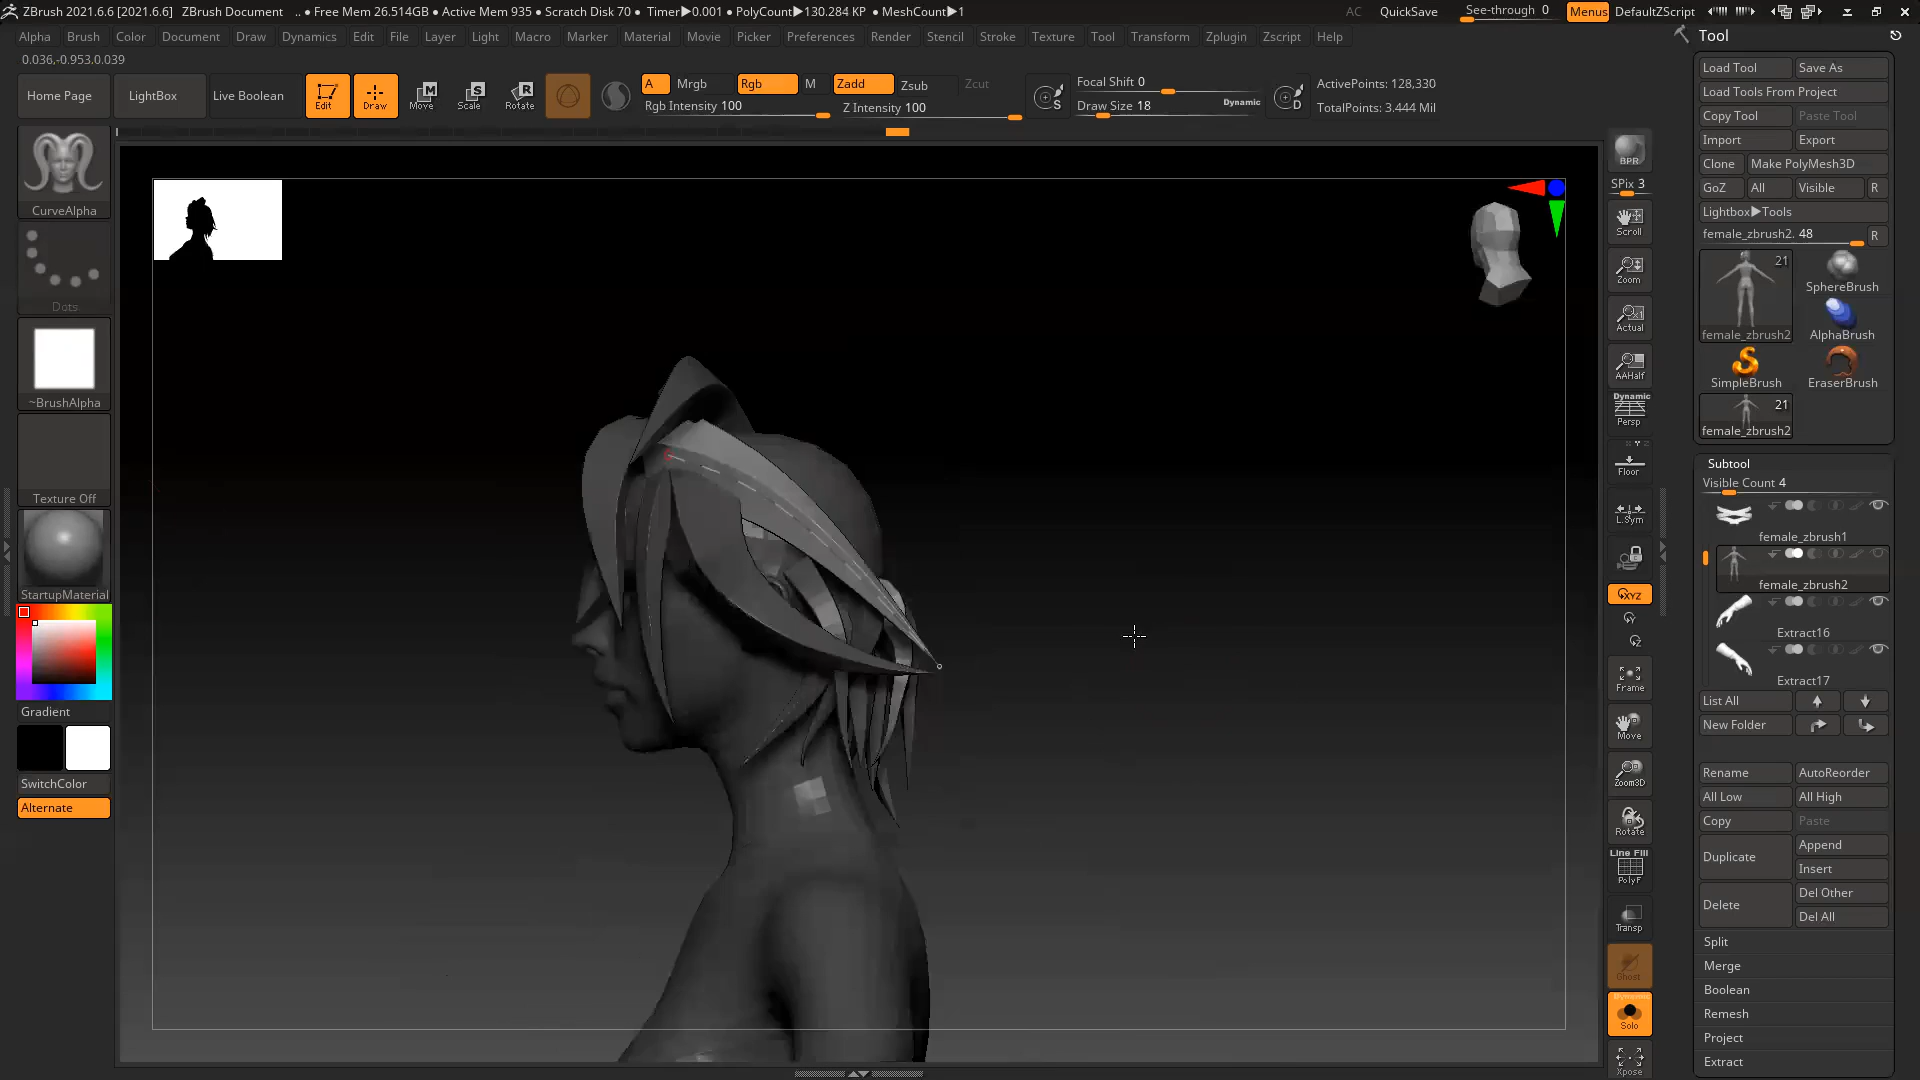 ZBrush 2021.6.6 [2021.6.6] ZBrush Document .. • Free Mem 26.514GB • Active Mem 935 • Scratch Disk 70 • Timer▶0.001 • PolyCount▶130.284 KP • MeshCount▶1 AC QuickSave See-through 0 Menus DefaultZScript
Alpha Brush Color Document Draw Dynamics Edit File Layer Light Macro Marker Material Movie Picker Preferences Render Stencil Stroke Texture Tool Transform Zplugin Zscript Help
0.036,-0.953,0.039
Home Page LightBox Live Boolean Edit Draw Move Scale Rotate
A Mrgb Rgb M Zadd Zsub Zcut
Rgb Intensity 100 Z Intensity 100
S
Focal Shift 0
Draw Size 18 Dynamic
D
ActivePoints: 128,330
TotalPoints: 3.444 Mil
CurveAlpha
Dots
~BrushAlpha
Texture Off
StartupMaterial
Gradient
SwitchColor
Alternate
BPR
SPix 3
Scroll
Zoom
Actual
AAHalf
Dynamic
Persp
Floor
L.Sym
XYZ
Y
Z
Frame
Move
Zoom3D
Rotate
Line Fill
PolyF
Transp
Ghost
Dynamic
Solo
Xpose
Tool
Load Tool Save As
Load Tools From Project
Copy Tool Paste Tool
Import Export
Clone Make PolyMesh3D
GoZ All Visible R
Lightbox▶Tools
female_zbrush2. 48 R
21
female_zbrush2
SphereBrush
AlphaBrush
SimpleBrush
EraserBrush
21
female_zbrush2
Subtool
Visible Count 4
female_zbrush1
female_zbrush2
Extract16
Extract17
List All
New Folder
Rename AutoReorder
All Low All High
Copy Paste
Duplicate Append
Insert
Delete Del Other
Del All
Split
Merge
Boolean
Remesh
Project
Extract